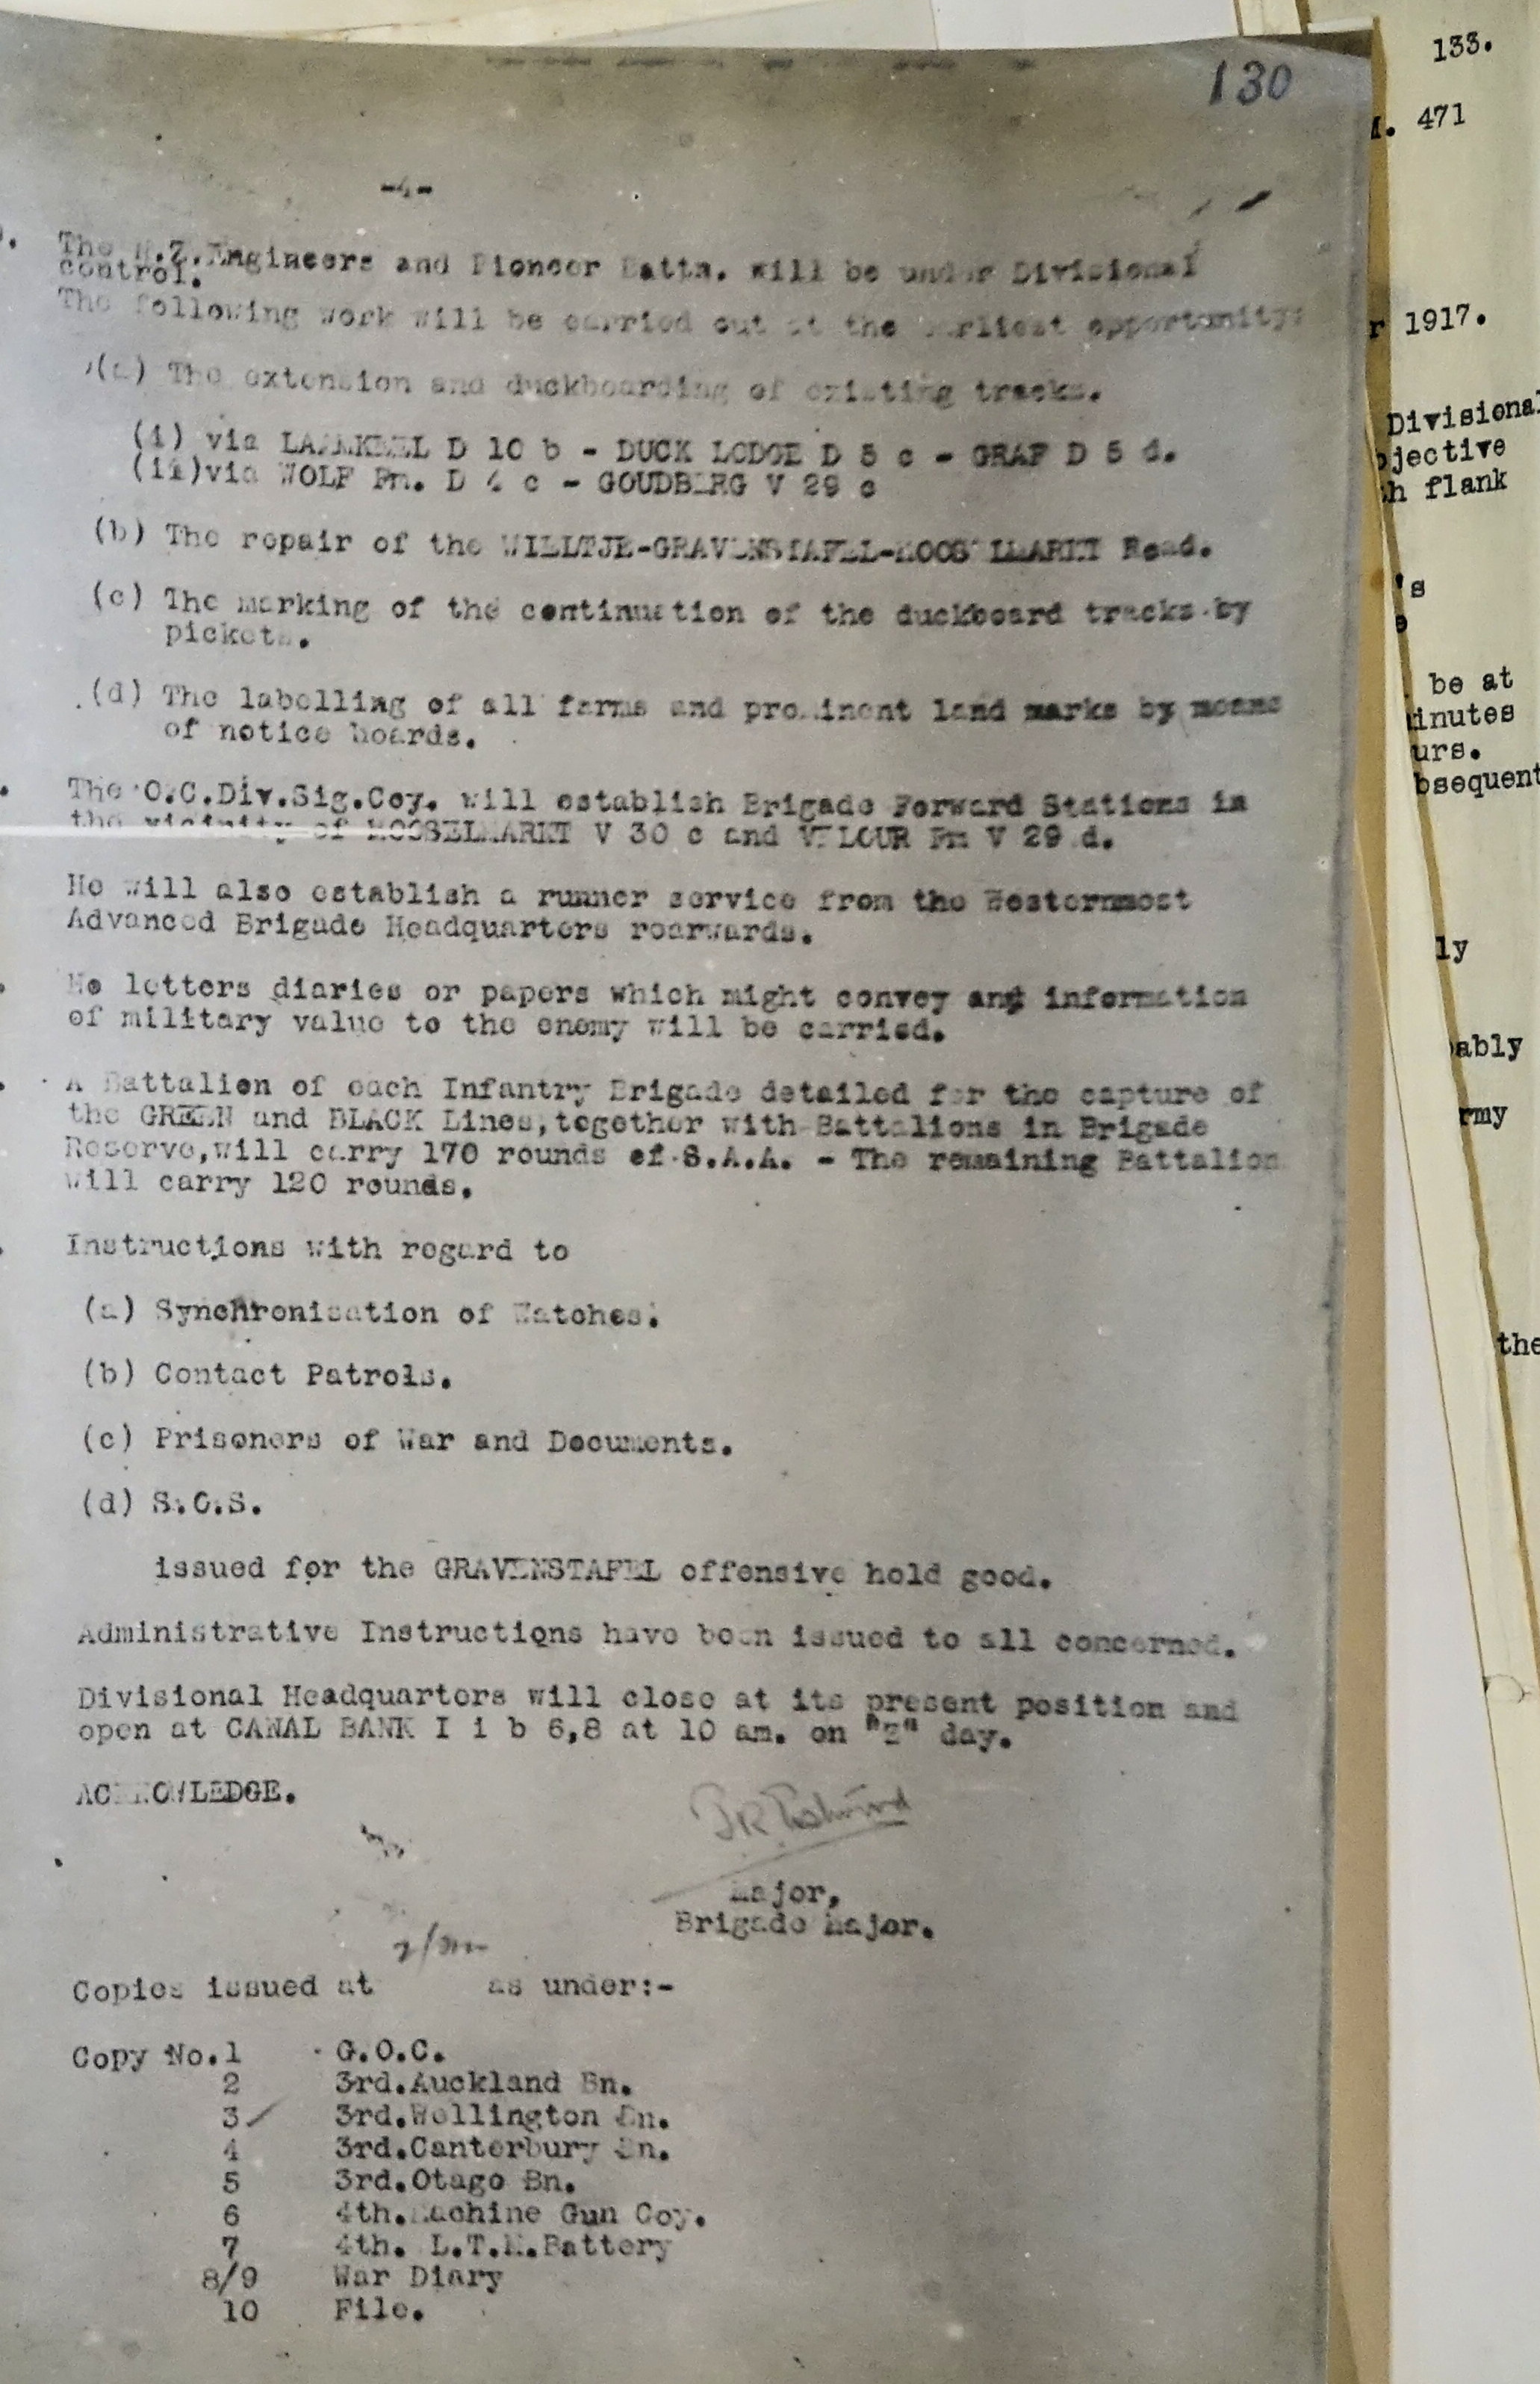 130
-4-
The N.Z.Engineers and Pioneer Battn. will be under Divisional
control.
The following work will be carried out at the earliest opportunity:
(a) The extension and duckboarding of existing tracks.
(i) via D 10 b - DUCK LODGE D 5 c - GRAF D 5 d.
(ii)via WOLF Fm. D 4 c - GOUDBERG V 29 c
(b) The repair of the WILLTJE-GRAVENSTAFEL-MOOSELMARKT Road.
(c) The marking of the continuation of the duckboard tracks by
pickets.
(d) The labelling of all farms and prominent land marks by means
of notice boards.
The O.C.Div.Sig.Coy. will establish Brigade Forward Stations in
the vicinity of MOOSELMARKT V 30 c and VELOUR Fm V 29 d.
He will also establish a runner service from the Westernmost
Advanced Brigade Headquarters rearwards.
No letters diaries or papers which might convey any information
of military value to the enemy will be carried.
A Battalion of each Infantry Brigade detailed for the capture of
the GREEN and BLACK Lines,together with Battalions in Brigade
Reserve,will carry 170 rounds of S.A.A. - The remaining Battalion
will carry 120 rounds.
Instructions with regard to
(a) Synchronisation of Watches.
(b) Contact Patrols.
(c) Prisoners of War and Documents.
(d) S.O.S.
issued for the GRAVENSTAFEL offensive hold good.
Administrative Instructions have been issued to all concerned.
Divisional Headquarters will close at its present position and
open at CANAL BANK I i b 6,8 at 10 am. on "Z" day.
ACKNOWLEDGE.
Major,
Brigade Major.
Copies issued at as under:-
Copy No.1 G.O.C.
2 3rd.Auckland Bn.
3 3rd.Wellington Bn.
4 3rd.Canterbury Bn.
5 3rd.Otago Bn.
6 4th.Machine Gun Coy.
7 4th. L.T.M.Battery
8/9 War Diary
10 File.
133.
M. 471
r 1917.
Divisional
jective
h flank
's
e
be at
inutes
urs.
bsequent
ly
ably
rmy
the